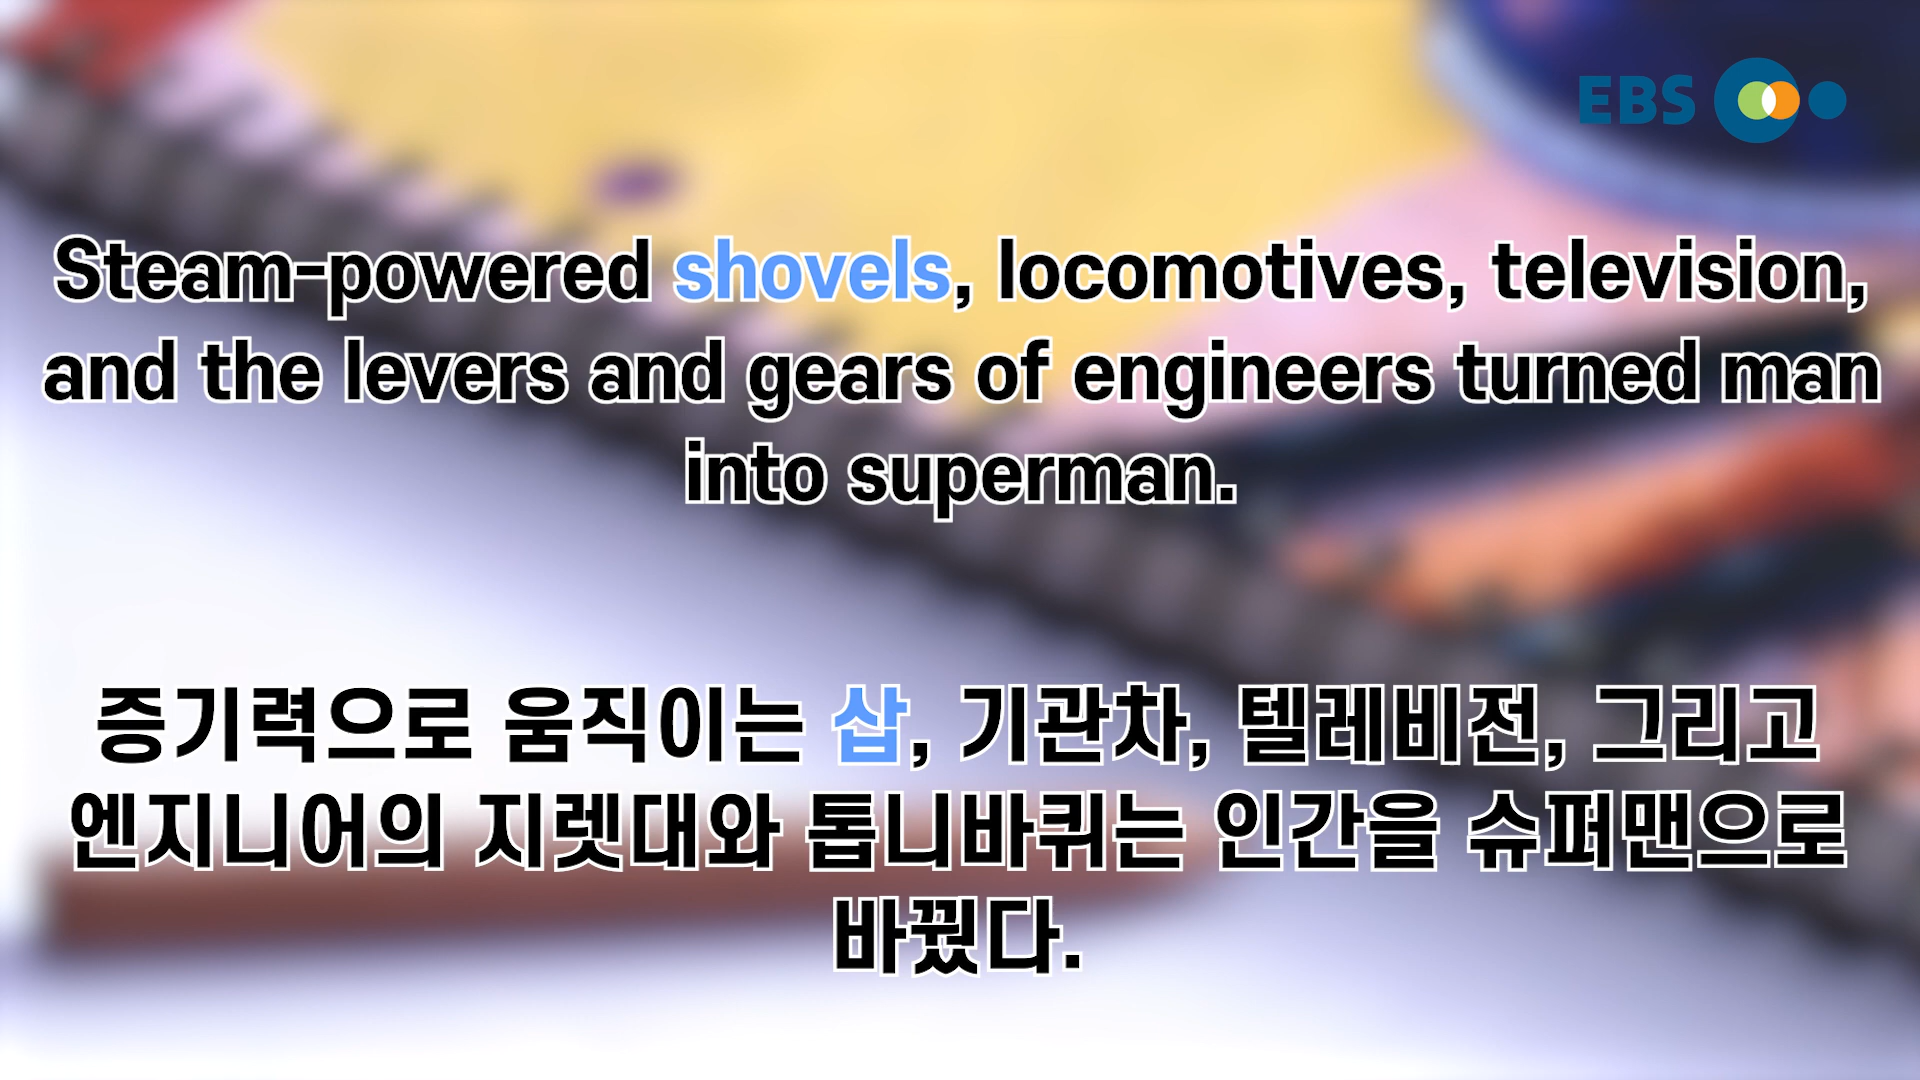 EBS
Steam-powered shovels, locomotives, television,
and the levers and gears of engineers turned man
into superman.
증기력으로 움직이는 삽, 기관차, 텔레비전, 그리고
엔지니어의 지렛대와 톱니바퀴는 인간을 슈퍼맨으로
바꿨다.